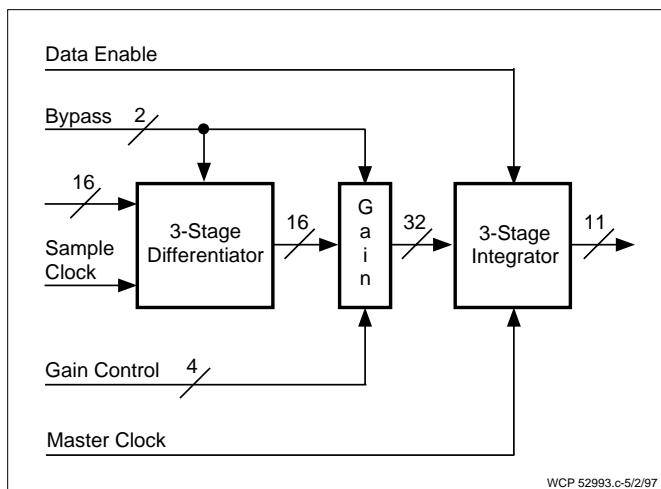 Data Enable
Bypass 2
16
3-Stage
Differentiator
16
G
a
i
n
32
3-Stage
Integrator
11
Sample
Clock
Gain Control 4
Master Clock
WCP 52993.c-5/2/97